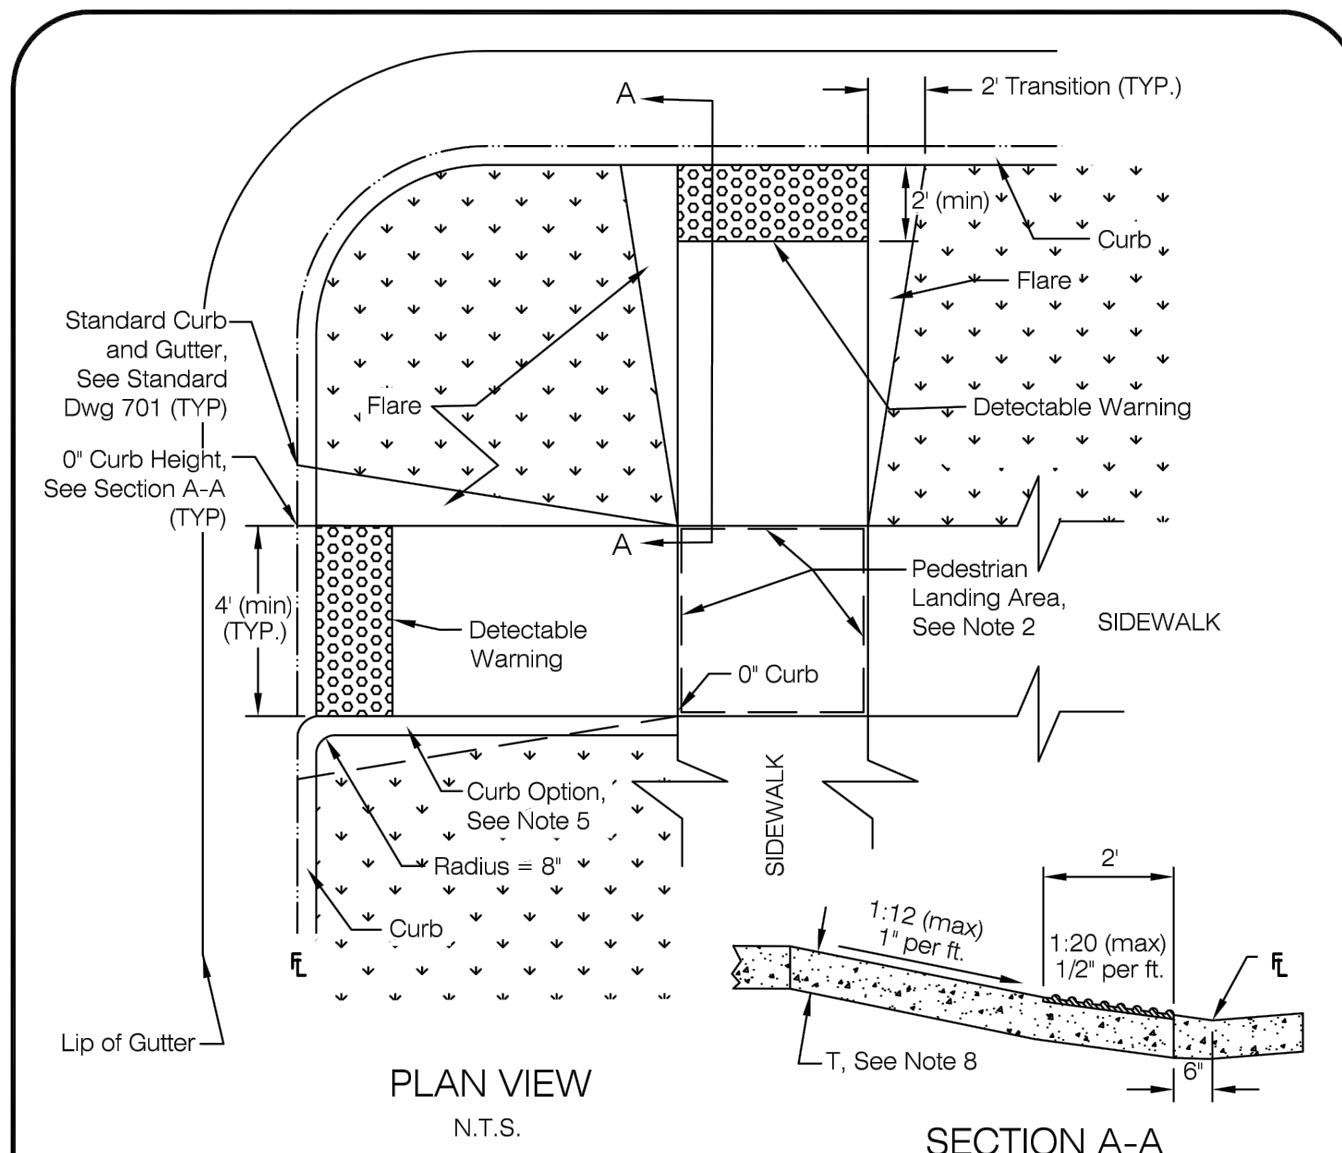 A
2' Transition (TYP.)
2' (min)
Curb
Flare
Standard Curb
and Gutter,
See Standard
Dwg 701 (TYP)
Flare
Detectable Warning
0" Curb Height,
See Section A-A
(TYP)
A
4' (min)
(TYP.)
Detectable
Warning
Pedestrian
Landing Area,
See Note 2
SIDEWALK
0" Curb
Curb Option,
See Note 5
SIDEWALK
Radius = 8"
Curb
FL
Lip of Gutter
2'
1:12 (max)
1" per ft.
1:20 (max)
1/2" per ft.
FL
T, See Note 8
6"
PLAN VIEW
N.T.S.
SECTION A-A